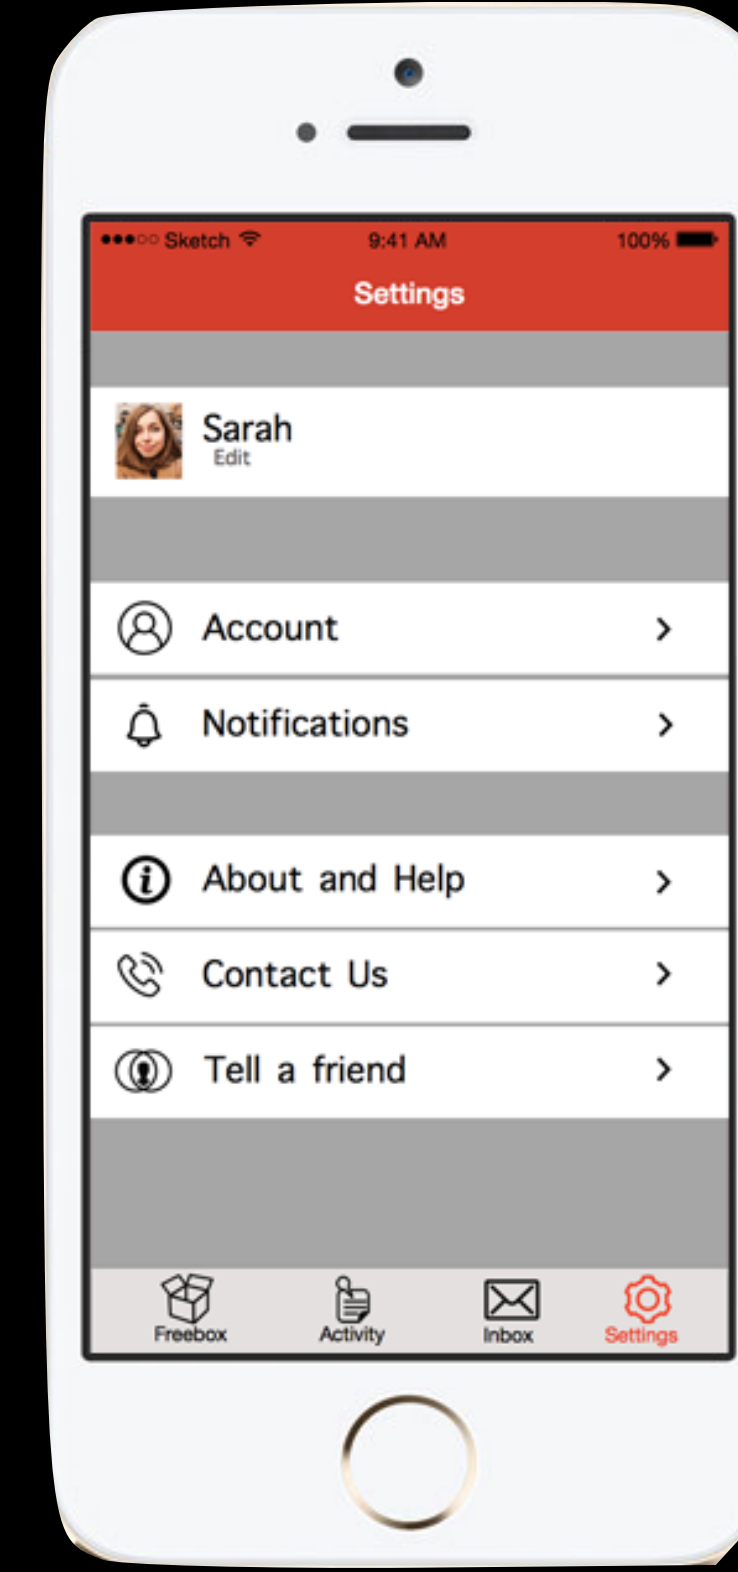 Sketch 9:41 AM 100%
Settings
Sarah
Edit
Account
Notifications
About and Help
Contact Us
Tell a friend
Freebox Activity Inbox Settings